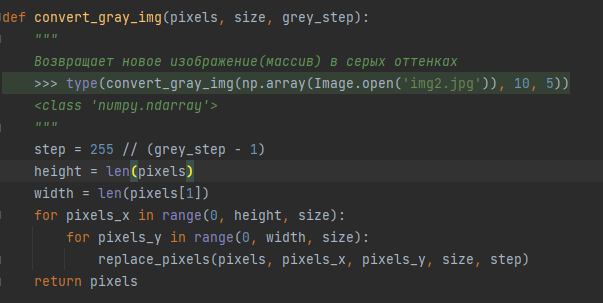 def convert_gray_img(pixels, size, grey_step):
"""
Возвращает новое изображение(массив) в серых оттенках
>>> type(convert_gray_img(np.array(Image.open('img2.jpg')), 10, 5))
<class 'numpy.ndarray'>
"""
step = 255 // (grey_step - 1)
height = len(pixels)
width = len(pixels[1])
for pixels_x in range(0, height, size):
for pixels_y in range(0, width, size):
replace_pixels(pixels, pixels_x, pixels_y, size, step)
return pixels